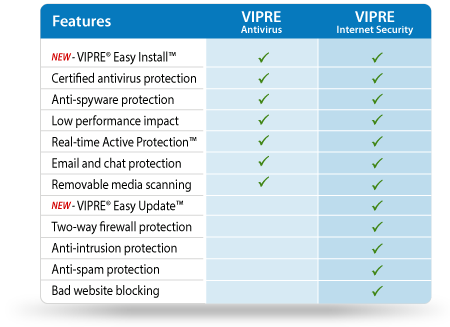 Features VIPRE Antivirus VIPRE Internet Security
NEW - VIPRE® Easy Install™ ✓ ✓
Certified antivirus protection ✓ ✓
Anti-spyware protection ✓ ✓
Low performance impact ✓ ✓
Real-time Active Protection™ ✓ ✓
Email and chat protection ✓ ✓
Removable media scanning ✓ ✓
NEW - VIPRE® Easy Update™ ✓
Two-way firewall protection ✓
Anti-intrusion protection ✓
Anti-spam protection ✓
Bad website blocking ✓